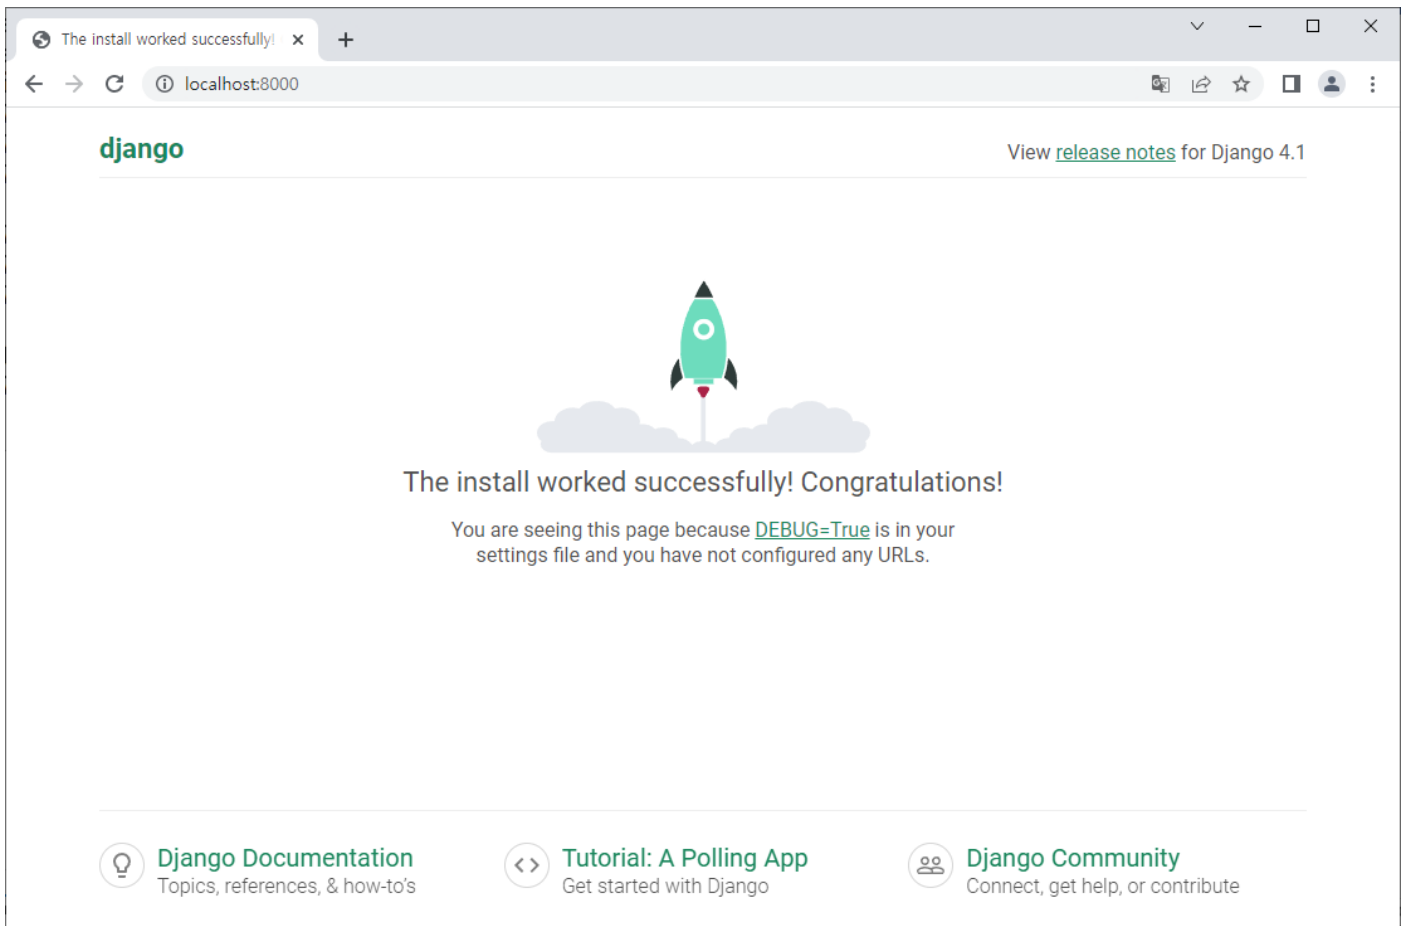 The install worked successfully!
localhost:8000
django
View release notes for Django 4.1
The install worked successfully! Congratulations!
You are seeing this page because DEBUG=True is in your
settings file and you have not configured any URLs.
Django Documentation
Topics, references, & how-to's
Tutorial: A Polling App
Get started with Django
Django Community
Connect, get help, or contribute